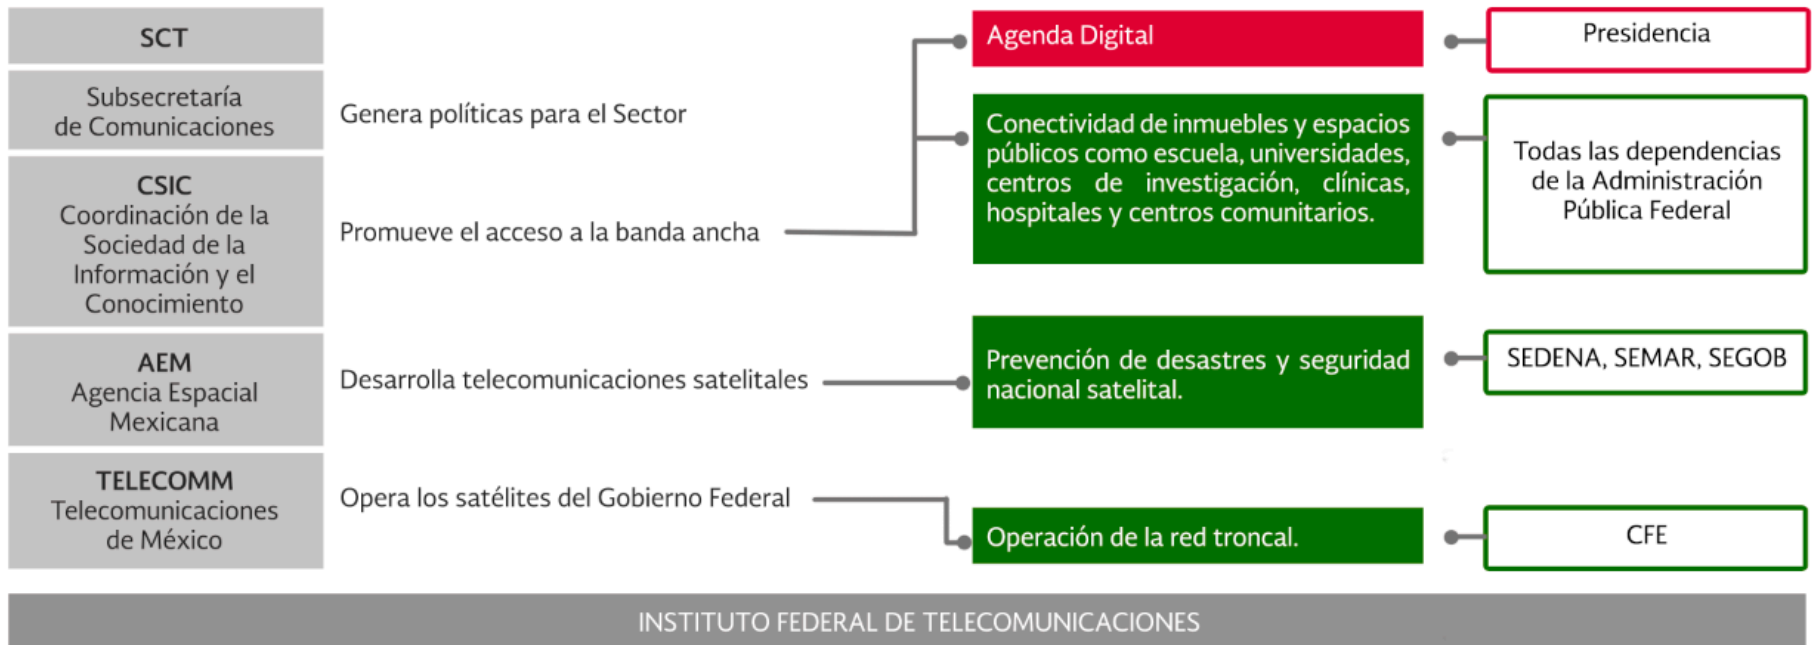 SCT
Subsecretaría
de Comunicaciones
Genera políticas para el Sector
CSIC
Coordinación de la
Sociedad de la
Información y el
Conocimiento
Promueve el acceso a la banda ancha
Agenda Digital
Presidencia
Conectividad de inmuebles y espacios
públicos como escuela, universidades,
centros de investigación, clínicas,
hospitales y centros comunitarios.
Todas las dependencias
de la Administración
Pública Federal
AEM
Agencia Espacial
Mexicana
Desarrolla telecomunicaciones satelitales
Prevención de desastres y seguridad
nacional satelital.
SEDENA, SEMAR, SEGOB
TELECOMM
Telecomunicaciones
de México
Opera los satélites del Gobierno Federal
Operación de la red troncal.
CFE
INSTITUTO FEDERAL DE TELECOMUNICACIONES